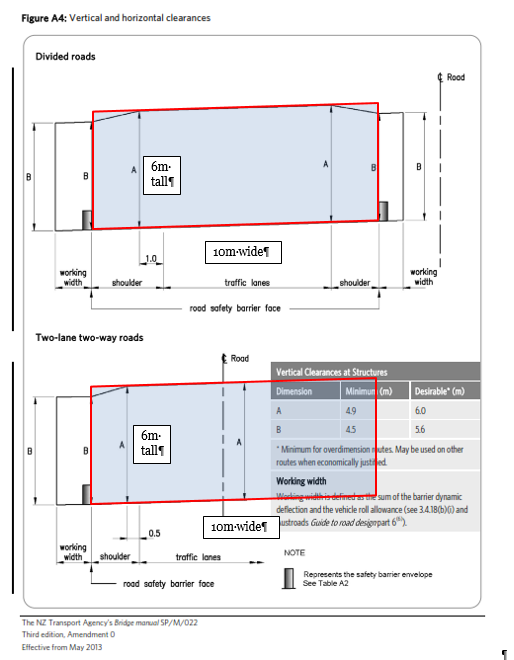 Figure A4: Vertical and horizontal clearances
Divided roads
℄ Road
B
B
A
6m·
tall¶
A
B
B
10m·wide¶
1.0
working
width
shoulder
traffic lanes
shoulder
working
width
road safety barrier face
Two-lane two-way roads
℄ Road
Vertical Clearances at Structures
Dimension Minimum (m) Desirable* (m)
A 4.9 6.0
B 4.5 5.6
* Minimum for overdimension routes. May be used on
other routes when economically justified.
Working width
Working width is defined as the sum of the barrier dynamic
deflection and the vehicle roll allowance (see 3.4.18(b)(i) and
Austroads Guide to road design part 6
B
B
A
6m·
tall¶
A
10m·wide¶
0.5
working
width
shoulder
traffic lanes
road safety barrier face
NOTE
Represents the safety barrier envelope
See Table A2
The NZ Transport Agency's Bridge manual SP/M/022
Third edition, Amendment 0
Effective from May 2013
¶